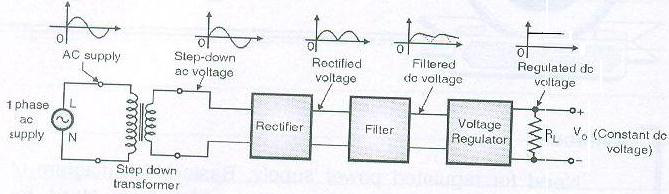 0
0
0
0
0
AC supply
Step-down
ac voltage
Rectified
voltage
Filtered
dc voltage
Regulated dc
voltage
1 phase
ac
supply
L
N
Step down
transformer
Rectifier
Filter
Voltage
Regulator
RL
+
−
Vo (Constant dc
voltage)